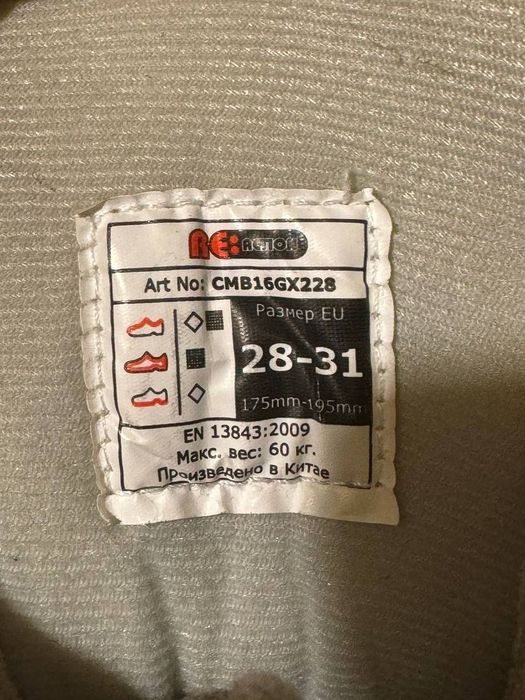 RE:ACTION
Art No: CMB16GX228
Размер EU
28-31
175mm-195mm
EN 13843:2009
Макс. вес: 60 кг.
Произведено в Китае